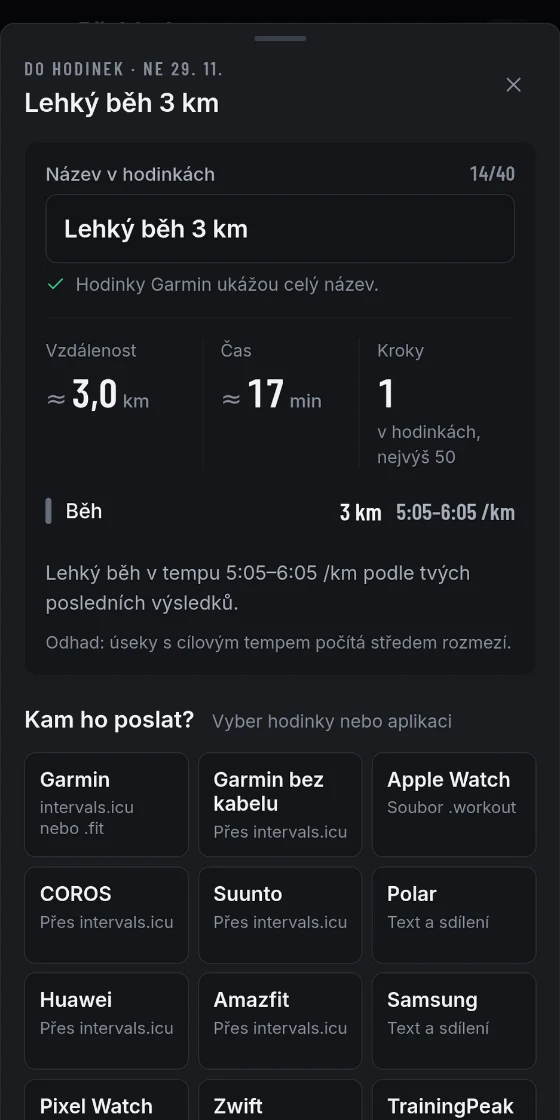 DO HODINEK · NE 29. 11.
Lehký běh 3 km
Název v hodinkách 14/40
Lehký běh 3 km
Hodinky Garmin ukážou celý název.
Vzdálenost Čas Kroky
≈ 3,0 km ≈ 17 min 1
v hodinkách,
nejvýš 50
Běh 3 km 5:05–6:05 /km
Lehký běh v tempu 5:05–6:05 /km podle tvých
posledních výsledků.
Odhad: úseky s cílovým tempem počítá středem rozmezí.
Kam ho poslat? Vyber hodinky nebo aplikaci
Garmin
intervals.icu
nebo .fit
Garmin bez
kabelu
Přes intervals.icu
Apple Watch
Soubor .workout
COROS
Přes intervals.icu
Suunto
Přes intervals.icu
Polar
Text a sdílení
Huawei
Přes intervals.icu
Amazfit
Přes intervals.icu
Samsung
Text a sdílení
Pixel Watch
Zwift
TrainingPeak